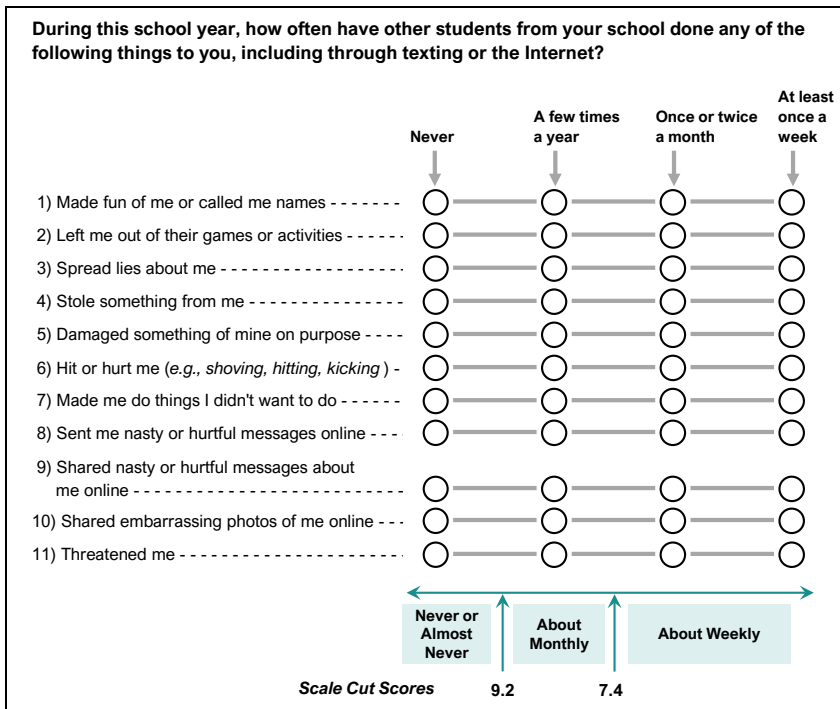 During this school year, how often have other students from your school done any of the
following things to you, including through texting or the Internet?
Never
A few times
a year
Once or twice
a month
At least
once a
week
1) Made fun of me or called me names - - - - - - -
2) Left me out of their games or activities - - - - - -
3) Spread lies about me - - - - - - - - - - - - - - - - -
4) Stole something from me - - - - - - - - - - - - - -
5) Damaged something of mine on purpose - - - -
6) Hit or hurt me (e.g., shoving, hitting, kicking ) -
7) Made me do things I didn't want to do - - - - - -
8) Sent me nasty or hurtful messages online - - -
9) Shared nasty or hurtful messages about
me online - - - - - - - - - - - - - - - - - - - - - - - - -
10) Shared embarrassing photos of me online - - -
11) Threatened me - - - - - - - - - - - - - - - - - - - - -
Never or
Almost
Never
About
Monthly
About Weekly
Scale Cut Scores 9.2 7.4